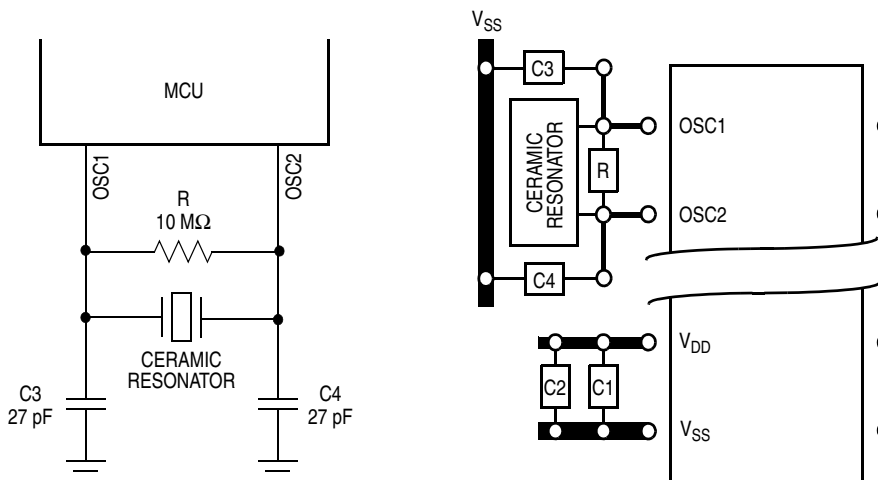 MCU
OSC1
OSC2
R
10 MΩ
CERAMIC
RESONATOR
C3
27 pF
C4
27 pF
VSS
C3
CERAMIC
RESONATOR
R
C4
OSC1
OSC2
VDD
C2
C1
VSS